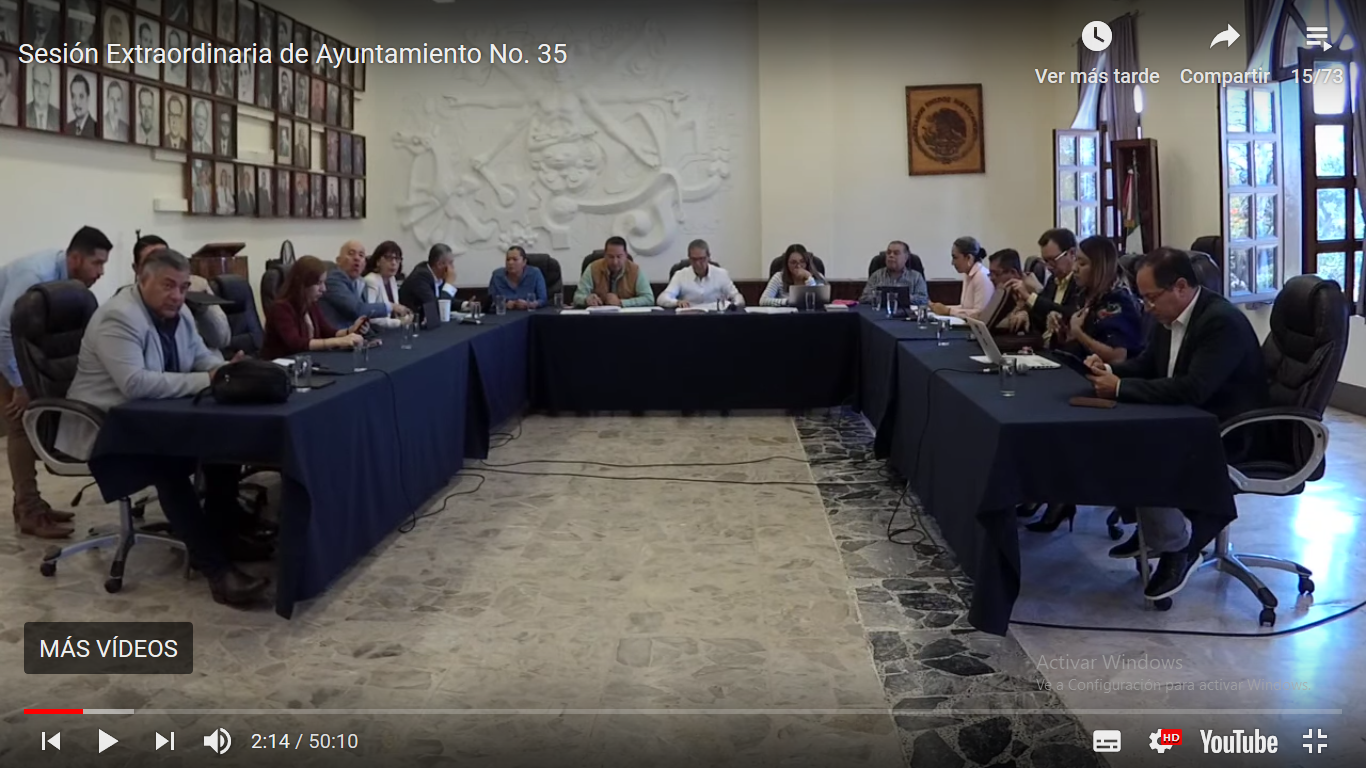 Sesión Extraordinaria de Ayuntamiento No. 35
Ver más tarde
Compartir
15/73
MÁS VÍDEOS
Activar Windows
Ve a Configuración para activar Windows.
2:14 / 50:10
HD
YouTube